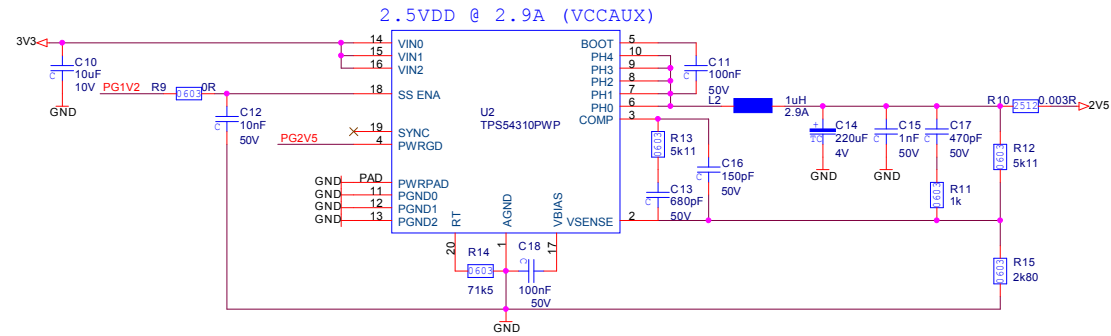 2.5VDD @ 2.9A (VCCAUX)
3V3
C10
10uF
10V
GND
PG1V2
R9
0603
0R
C12
10nF
50V
PG2V5
GND
GND
GND
GND
PAD
11
12
13
14
15
16
18
19
4
VIN0
VIN1
VIN2
SS ENA
SYNC
PWRGD
PWRPAD
PGND0
PGND1
PGND2
U2
TPS54310PWP
BOOT
PH4
PH3
PH2
PH1
PH0
COMP
VSENSE
RT
AGND
VBIAS
5
10
9
8
7
6
3
2
20
1
17
R14
0603
71k5
C18
100nF
50V
GND
C11
100nF
50V
L2
1uH
2.9A
R13
0603
5k11
C13
680pF
50V
C16
150pF
50V
C14
220uF
4V
GND
C15
1nF
50V
GND
C17
470pF
50V
R11
0603
1k
R10
2512
0.003R
2V5
R12
0603
5k11
R15
0603
2k80